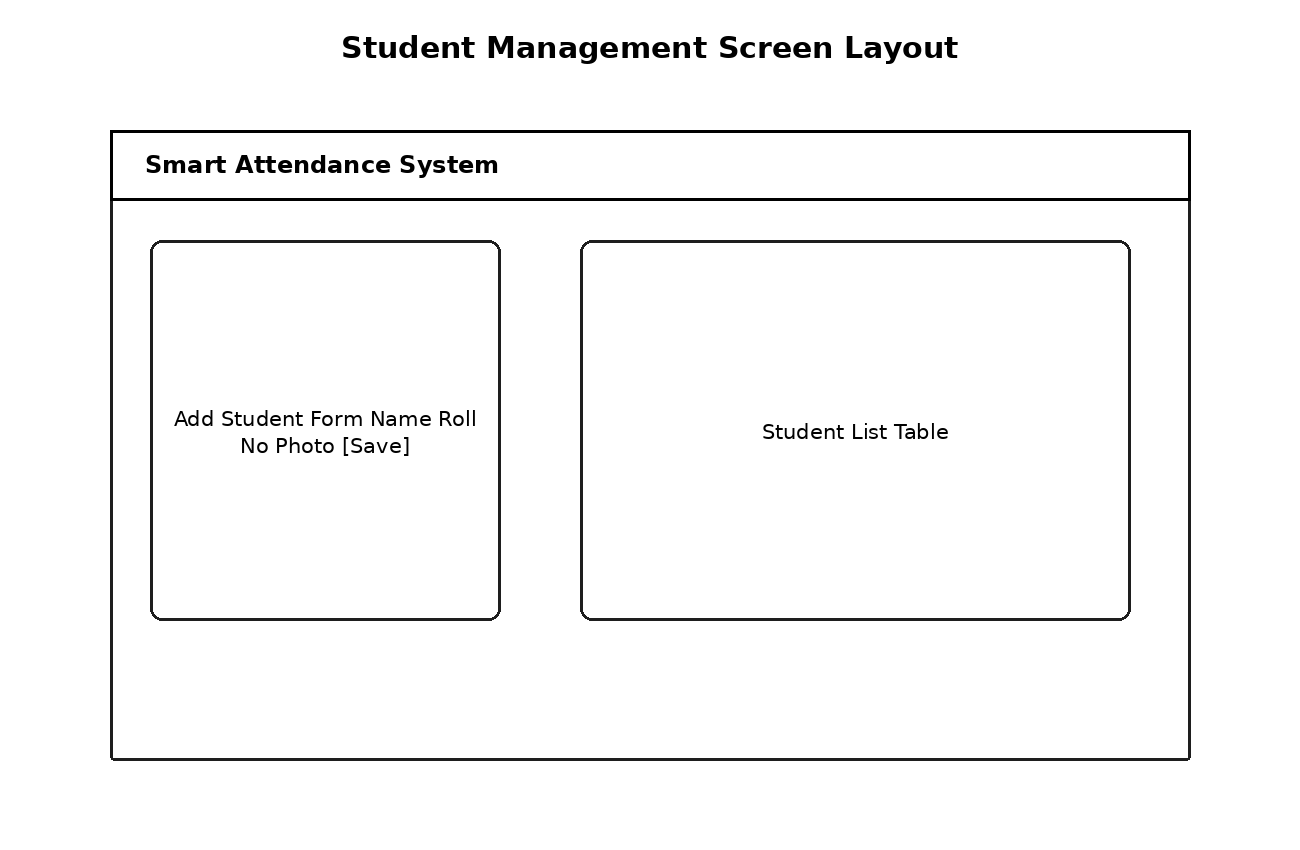 Student Management Screen Layout
Smart Attendance System
Add Student Form Name Roll
No Photo [Save]
Student List Table